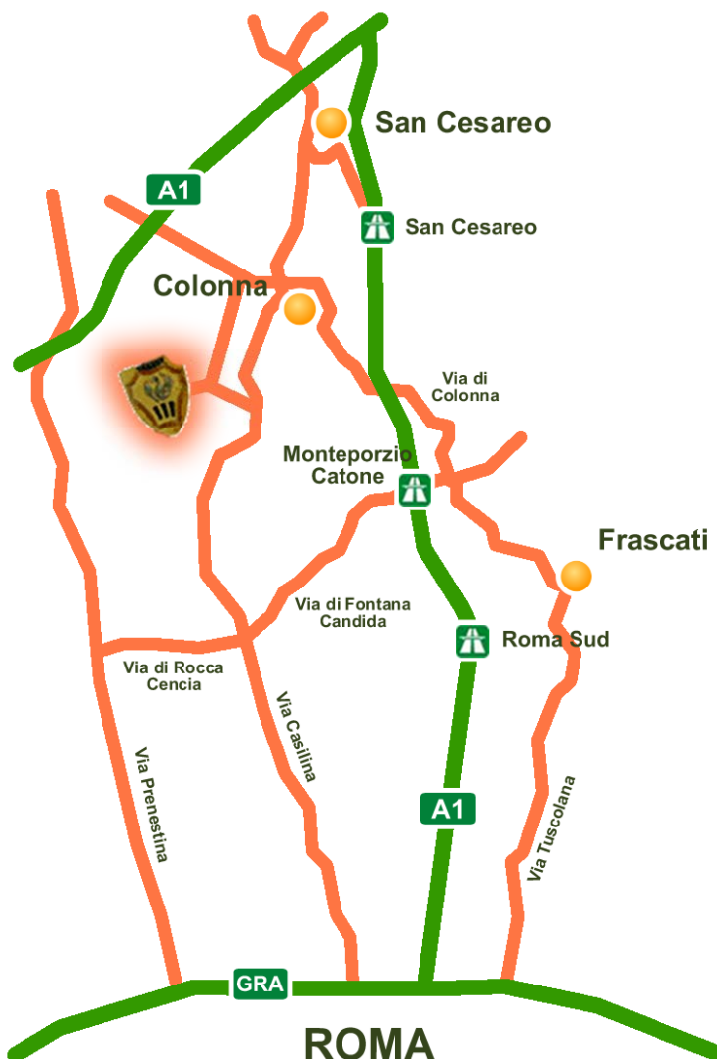 San Cesareo
A1
San Cesareo
Colonna
Via di
Colonna
Monteporzio
Catone
Frascati
Via di Fontana
Candida
Roma Sud
Via di Rocca
Cencia
Via Casilina
Via Prenestina
A1
Via Tuscolana
GRA
ROMA